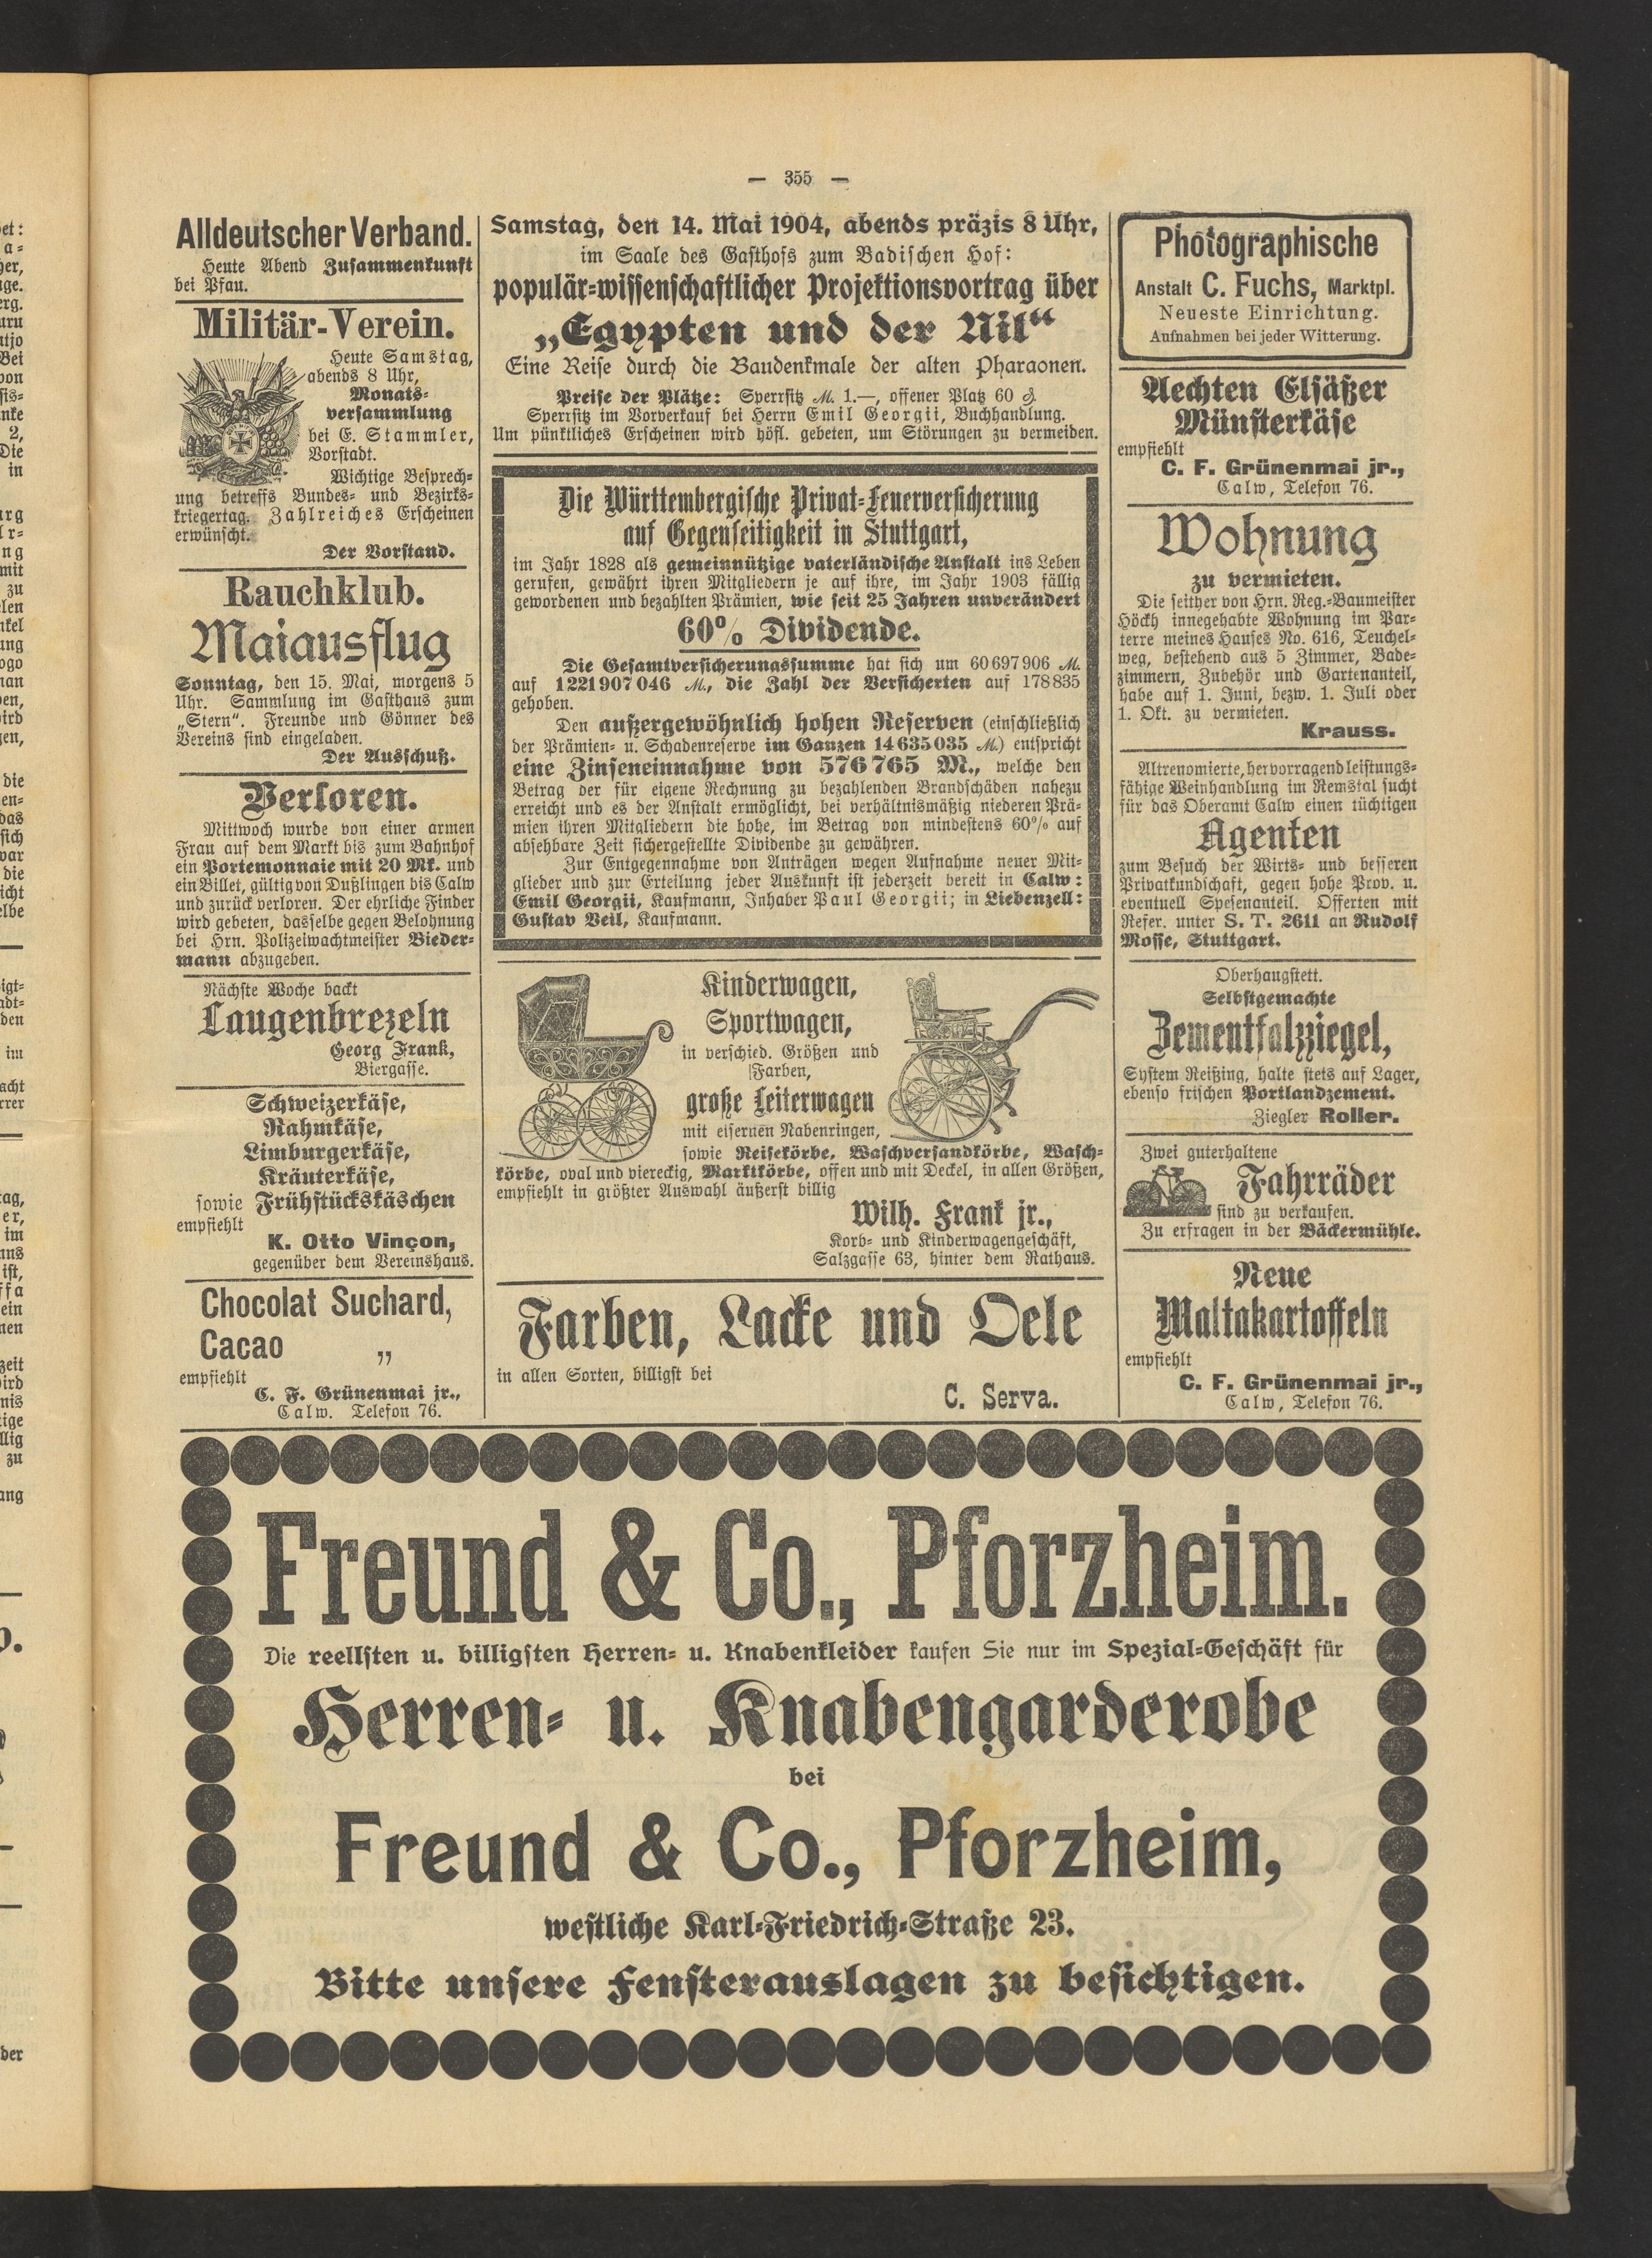 — 355 —
Alldeutscher Verband.
Heute Abend Zusammenkunft
bei Pfau.
Militär-Verein.
Heute Samstag,
abends 8 Uhr,
Monats-
versammlung
bei E. Stammler,
Vorstadt.
Wichtige Besprech-
ung betreffs Bundes- und Bezirks-
kriegertag. Zahlreiches Erscheinen
erwünscht.
Der Vorstand.
Rauchklub.
Maiausflug
Sonntag, den 15. Mai, morgens 5
Uhr. Sammlung im Gasthaus zum
„Stern“. Freunde und Gönner des
Vereins sind eingeladen.
Der Ausschuß.
Verloren.
Mittwoch wurde von einer armen
Frau auf dem Markt bis zum Bahnhof
ein Portemonnaie mit 20 Mk. und
ein Billet, gültig von Dußlingen bis Calw
und zurück verloren. Der ehrliche Finder
wird gebeten, dasselbe gegen Belohnung
bei Hrn. Polizeiwachtmeister Bieder-
mann abzugeben.
Nächste Woche backt
Laugenbrezeln
Georg Frank,
Biergasse.
Schweizerkäse,
Rahmkäse,
Limburgerkäse,
Kräuterkäse,
sowie Frühstückskäschen
empfiehlt
K. Otto Vinçon,
gegenüber dem Vereinshaus.
Chocolat Suchard,
Cacao „
empfiehlt
C. F. Grünenmai jr.,
Calw. Telefon 76.
Samstag, den 14. Mai 1904, abends präzis 8 Uhr,
im Saale des Gasthofs zum Badischen Hof:
populär-wissenschaftlicher Projektionsvortrag über
„Egypten und der Nil“
Eine Reise durch die Baudenkmale der alten Pharaonen.
Preise der Plätze: Sperrsitz M. 1.—, offener Platz 60 ₰.
Sperrsitz im Vorverkauf bei Herrn Emil Georgii, Buchhandlung.
Um pünktliches Erscheinen wird höfl. gebeten, um Störungen zu vermeiden.
Die Württembergische Privat-Feuerversicherung
auf Gegenseitigkeit in Stuttgart,
im Jahr 1828 als gemeinnützige vaterländische Anstalt ins Leben
gerufen, gewährt ihren Mitgliedern je auf ihre, im Jahr 1903 fällig
gewordenen und bezahlten Prämien, wie seit 25 Jahren unverändert
60% Dividende.
Die Gesamtversicherungssumme hat sich um 60 697 906 M.
auf 1 221 907 046 M., die Zahl der Versicherten auf 178 835
gehoben.
Den außergewöhnlich hohen Reserven (einschließlich
der Prämien- u. Schadenreserve im Ganzen 14 635 035 M.) entspricht
eine Zinseneinnahme von 576 765 M., welche den
Betrag der für eigene Rechnung zu bezahlenden Brandschäden nahezu
erreicht und es der Anstalt ermöglicht, bei verhältnismäßig niederen Prä-
mien ihren Mitgliedern die hohe, im Betrag von mindestens 60% auf
absehbare Zeit sichergestellte Dividende zu gewähren.
Zur Entgegennahme von Anträgen wegen Aufnahme neuer Mit-
glieder und zur Erteilung jeder Auskunft ist jederzeit bereit in Calw:
Emil Georgii, Kaufmann, Inhaber Paul Georgii; in Liebenzell:
Gustav Veil, Kaufmann.
Kinderwagen,
Sportwagen,
in verschied. Größen und
Farben,
große Leiterwagen
mit eisernen Nabenringen,
sowie Reisekörbe, Waschversandkörbe, Wasch-
körbe, oval und viereckig, Marktkörbe, offen und mit Deckel, in allen Größen,
empfiehlt in größter Auswahl äußerst billig
Wilh. Frank jr.,
Korb- und Kinderwagengeschäft,
Salzgasse 63, hinter dem Rathaus.
Farben, Lacke und Oele
in allen Sorten, billigst bei
C. Serva.
Photographische
Anstalt C. Fuchs, Marktpl.
Neueste Einrichtung.
Aufnahmen bei jeder Witterung.
Aechten Elsäßer
Münsterkäse
empfiehlt
C. F. Grünenmai jr.,
Calw, Telefon 76.
Wohnung
zu vermieten.
Die seither von Hrn. Reg.-Baumeister
Höckh innegehabte Wohnung im Par-
terre meines Hauses No. 616, Teuchel-
weg, bestehend aus 5 Zimmer, Bade-
zimmern, Zubehör und Gartenanteil,
habe auf 1. Juni, bezw. 1. Juli oder
1. Okt. zu vermieten.
Krauss.
Altrenomierte, hervorragend leistungs-
fähige Weinhandlung im Remstal sucht
für das Oberamt Calw einen tüchtigen
Agenten
zum Besuch der Wirts- und besseren
Privatkundschaft, gegen hohe Prov. u.
eventuell Spesenanteil. Offerten mit
Refer. unter S. T. 2611 an Rudolf
Mosse, Stuttgart.
Oberhaugstett.
Selbstgemachte
Zementfalzziegel,
System Reißing, halte stets auf Lager,
ebenso frischen Portlandzement.
Ziegler Roller.
Zwei guterhaltene
Fahrräder
sind zu verkaufen.
Zu erfragen in der Bäckermühle.
Neue
Maltakartoffeln
empfiehlt
C. F. Grünenmai jr.,
Calw, Telefon 76.
Freund & Co., Pforzheim.
Die reellsten u. billigsten Herren- u. Knabenkleider kaufen Sie nur im Spezial-Geschäft für
Herren- u. Knabengarderobe
bei
Freund & Co., Pforzheim,
westliche Karl-Friedrich-Straße 23.
Bitte unsere Fensterauslagen zu besichtigen.